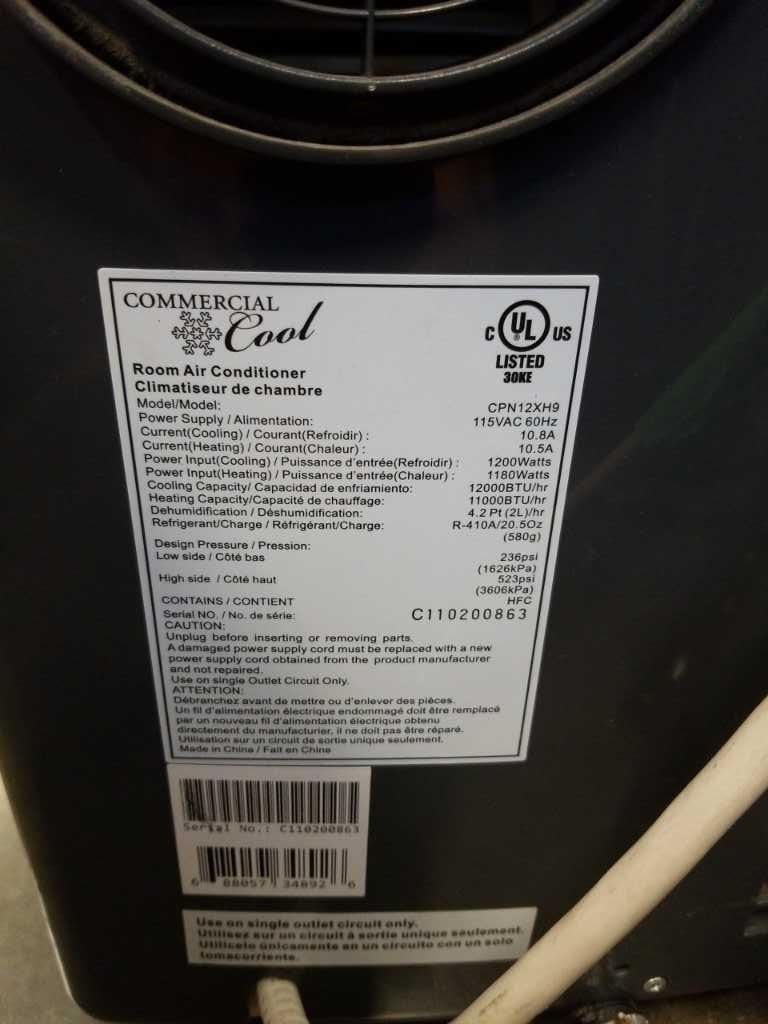 COMMERCIAL
Cool
C UL ® US
LISTED
30KE
Room Air Conditioner
Climatiseur de chambre
Model/Model: CPN12XH9
Power Supply / Alimentation: 115VAC 60Hz
Current(Cooling) / Courant(Refroidir) : 10.8A
Current(Heating) / Courant(Chaleur) : 10.5A
Power Input(Cooling) / Puissance d'entrée(Refroidir) : 1200Watts
Power Input(Heating) / Puissance d'entrée(Chaleur) : 1180Watts
Cooling Capacity/ Capacidad de enfriamiento: 12000BTU/hr
Heating Capacity/Capacité de chauffage: 11000BTU/hr
Dehumidification / Déshumidification: 4.2 Pt (2L)/hr
Refrigerant/Charge / Réfrigérant/Charge: R-410A/20.5Oz
(580g)
Design Pressure / Pression:
Low side / Côté bas 236psi
(1626kPa)
High side / Côté haut 523psi
(3606kPa)
CONTAINS / CONTIENT HFC
Serial NO. / No. de série: C110200863
CAUTION:
Unplug before inserting or removing parts.
A damaged power supply cord must be replaced with a new
power supply cord obtained from the product manufacturer
and not repaired.
Use on single Outlet Circuit Only.
ATTENTION:
Débranchez avant de mettre ou d'enlever des pièces.
Un fil d'alimentation électrique endommagé doit être remplacé
par un nouveau fil d'alimentation électrique obtenu
directement du manufacturier, il ne doit pas être réparé.
Utilisation sur un circuit de sortie unique seulement.
Made in China / Fait en China
Serial No.: C110200863
6 88057 34892 6
Use on single outlet circuit only.
Utilisez sur un circuit à sortie unique seulement.
Utilicelo únicamente en un circuito con un solo
tomacorriente.